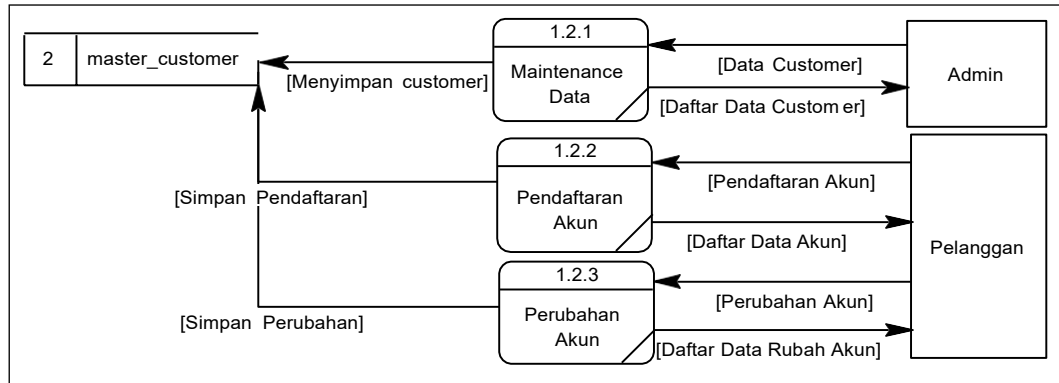 2 master_customer
1.2.1
Maintenance
Data
[Menyimpan customer]
[Data Customer]
[Daftar Data Customer]
Admin
1.2.2
Pendaftaran
Akun
[Simpan Pendaftaran]
[Pendaftaran Akun]
[Daftar Data Akun]
Pelanggan
1.2.3
Perubahan
Akun
[Simpan Perubahan]
[Perubahan Akun]
[Daftar Data Rubah Akun]